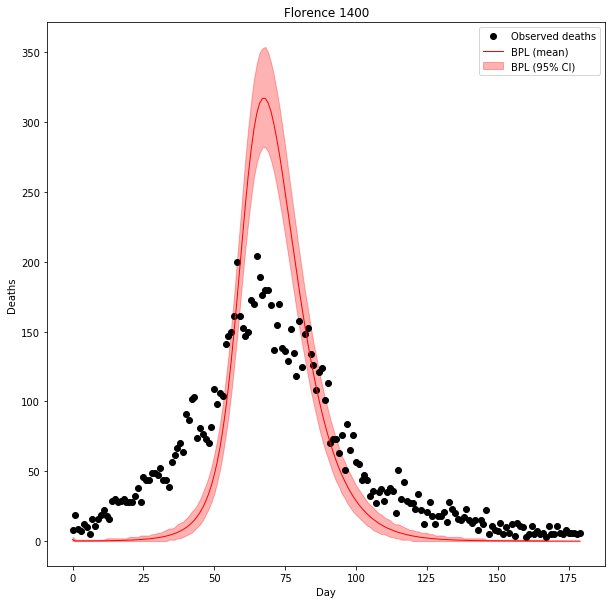 Florence 1400
Observed deaths
BPL (mean)
BPL (95% CI)
350
300
250
200
150
100
50
0
Deaths
0 25 50 75 100 125 150 175
Day